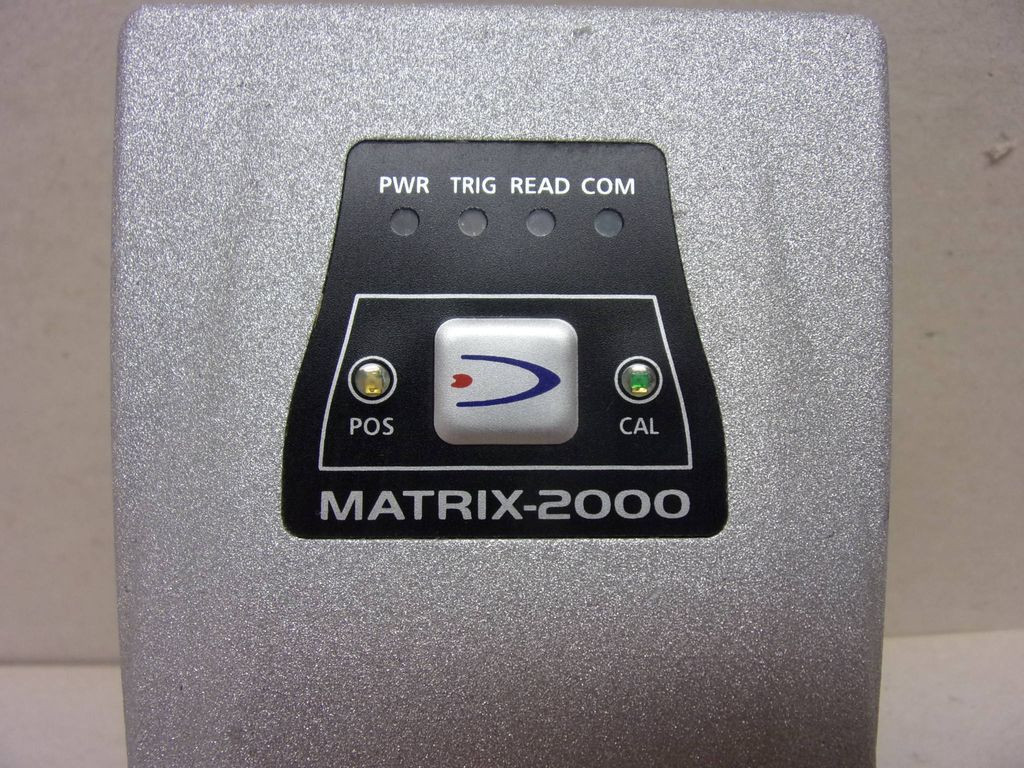 PWR TRIG READ COM
POS CAL
MATRIX-2000